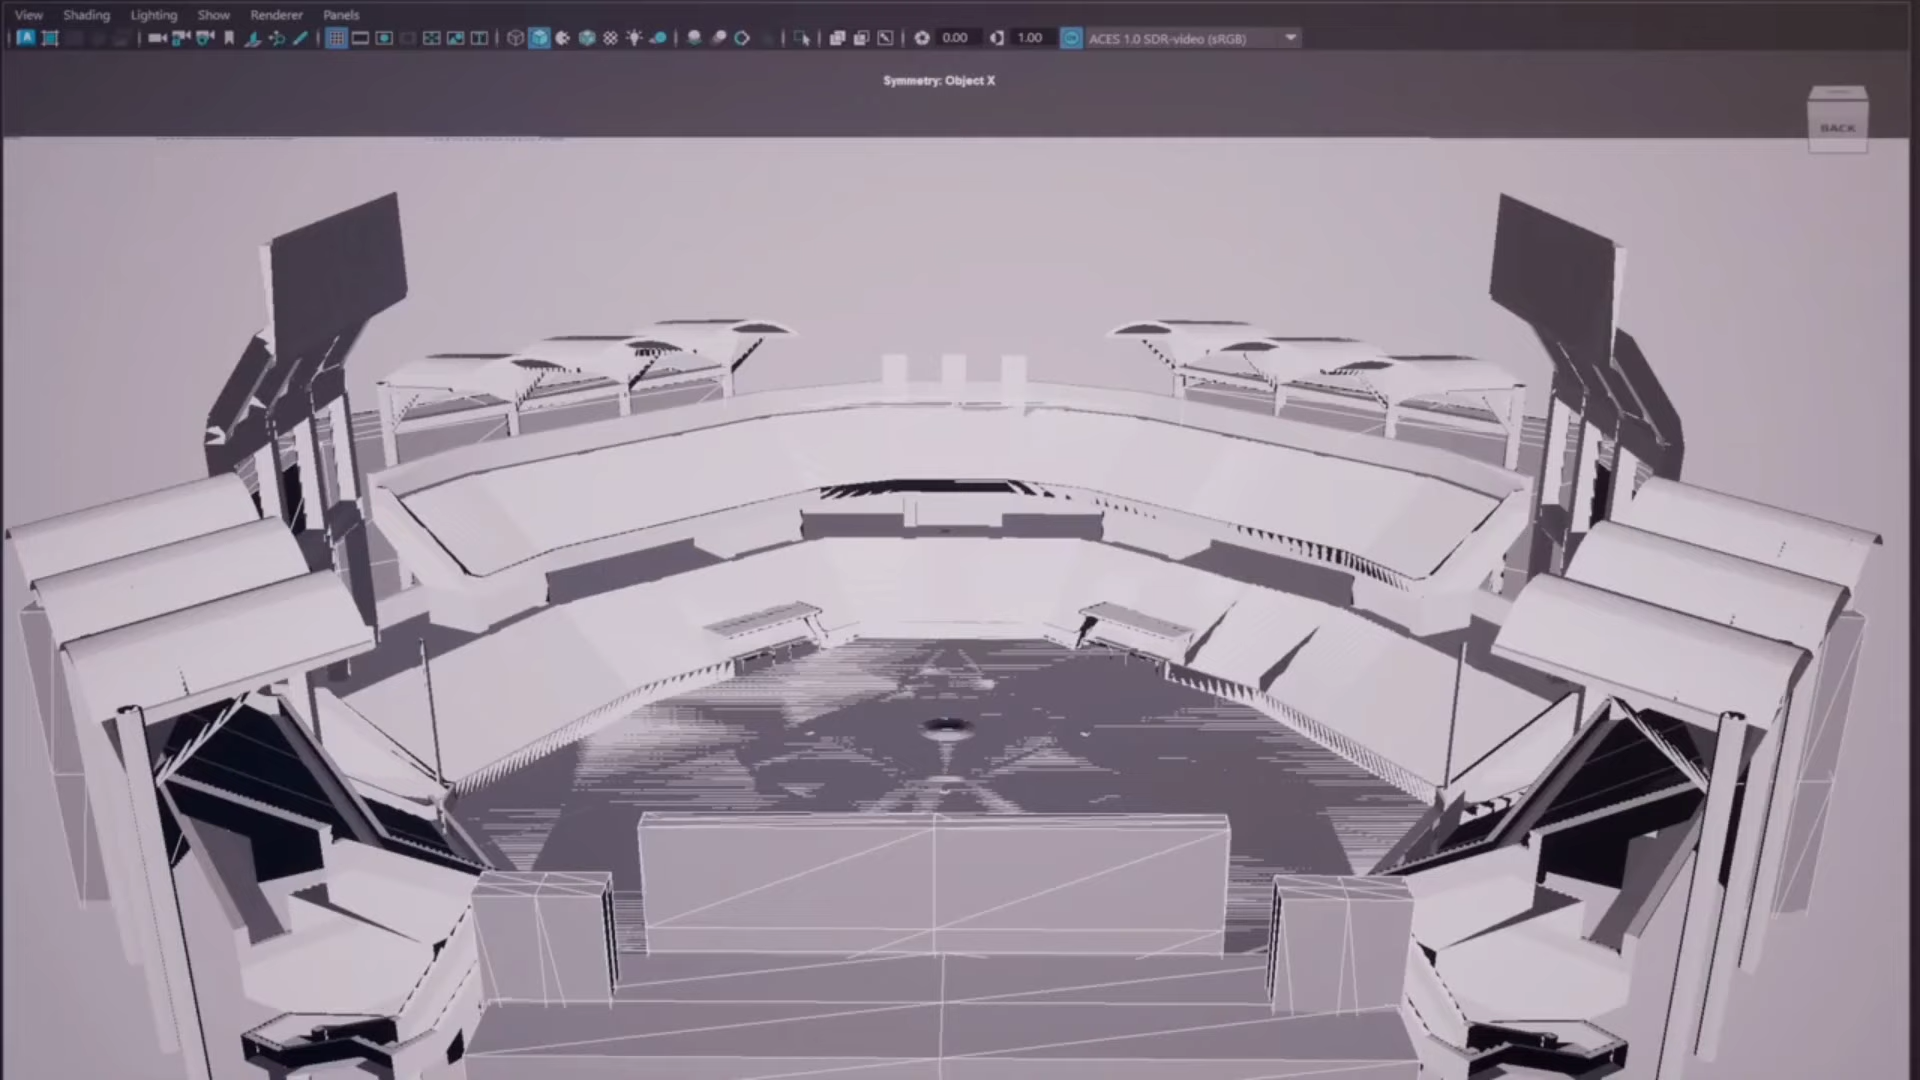 View Shading Lighting Show Renderer Panels
0.00 1.00 ACES 1.0 SDR-video (sRGB)
Symmetry: Object X
BACK